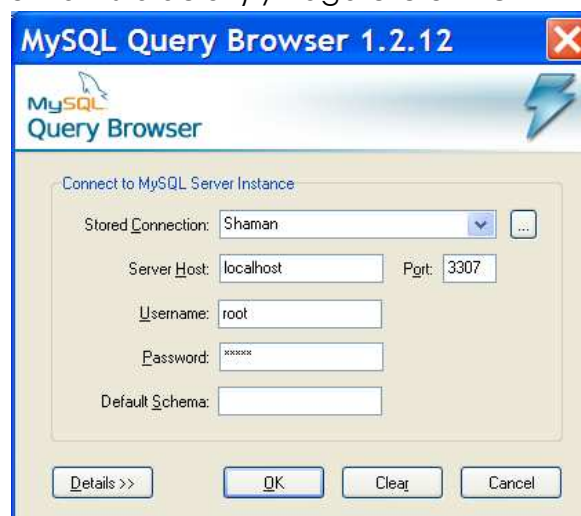 MySQL Query Browser 1.2.12
MySQL
Query Browser
Connect to MySQL Server Instance
Stored Connection: Shaman ...
Server Host: localhost Port: 3307
Username: root
Password: *****
Default Schema:
Details >> OK Clear Cancel